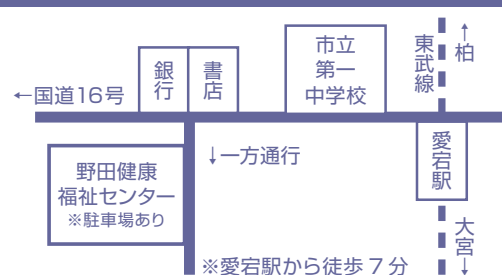 市立
第一
中学校
東武線
↑柏
銀行
書店
←国道16号
↓一方通行
愛宕駅
野田健康
福祉センター
※駐車場あり
大宮↓
※愛宕駅から徒歩7分